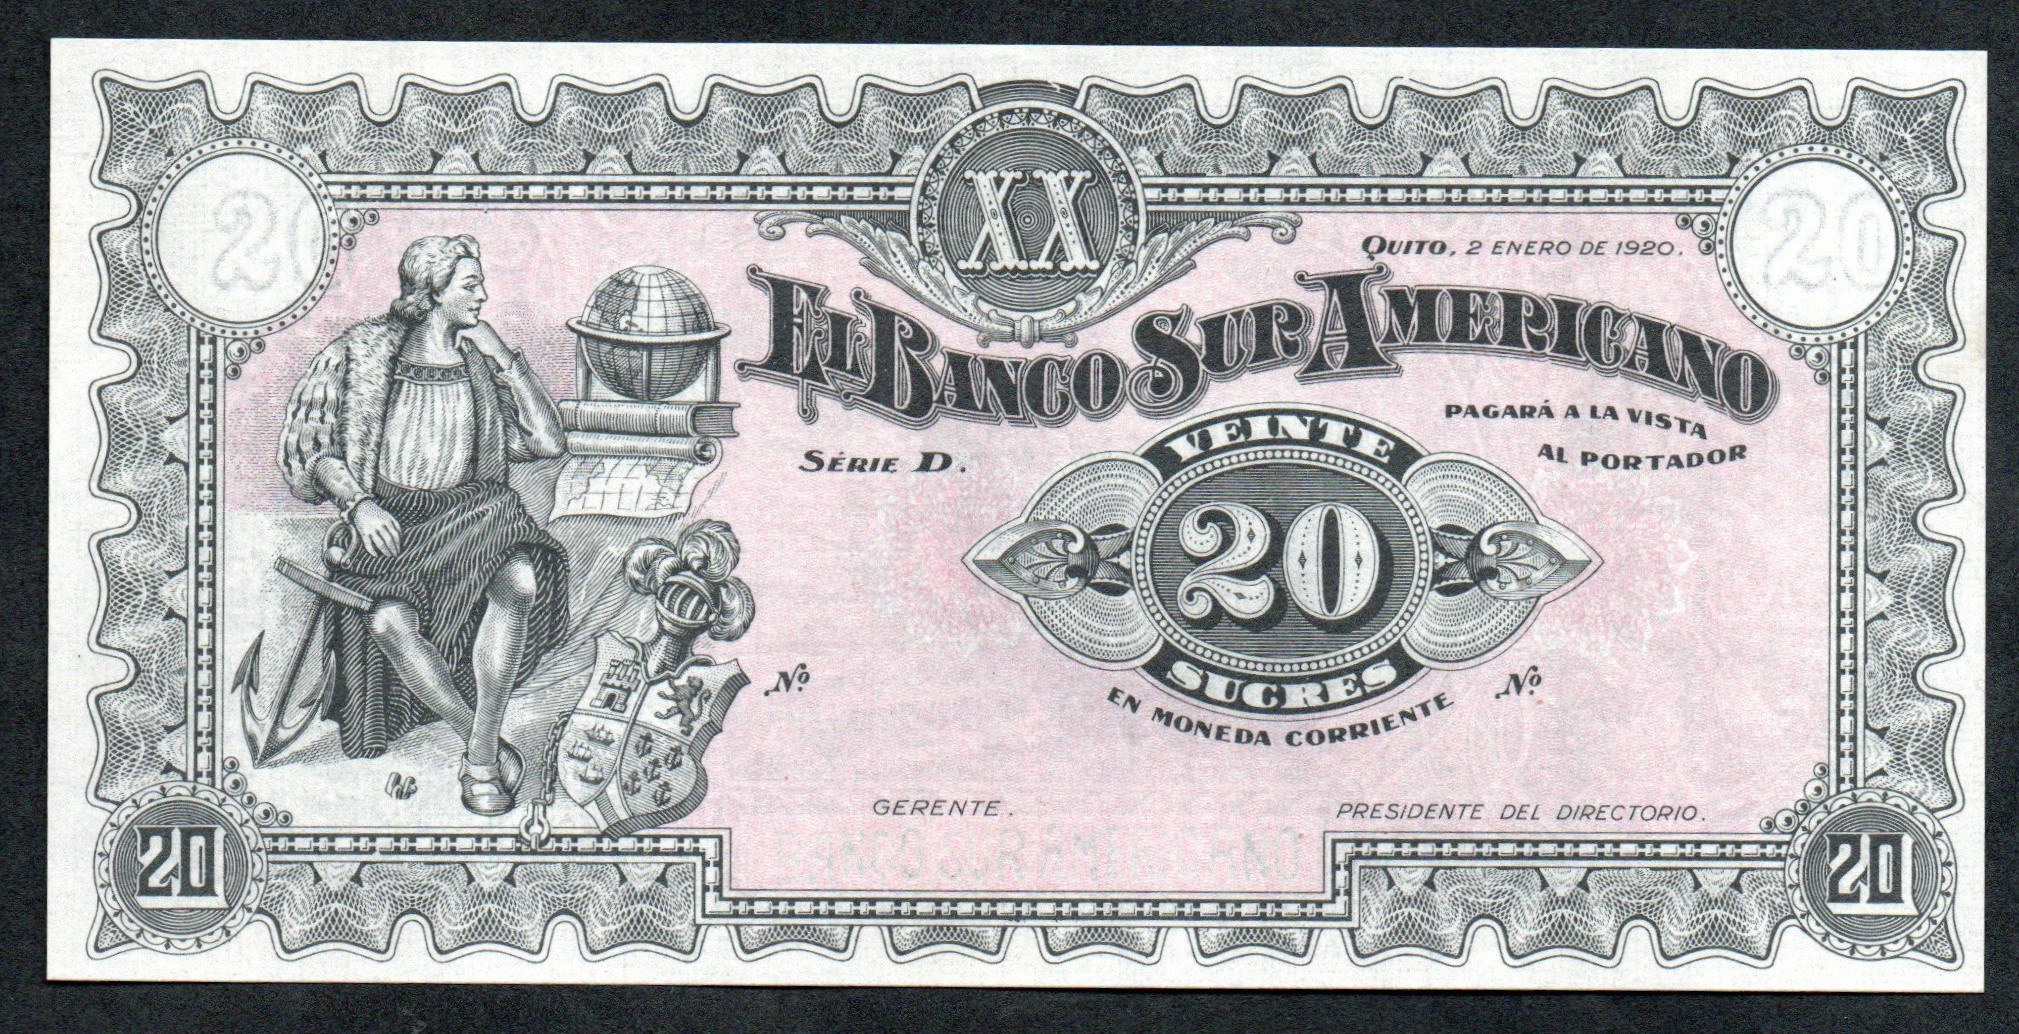 XX
20
20
QUITO, 2 ENERO DE 1920.
EL BANCO SUR AMERICANO
PAGARÁ A LA VISTA
AL PORTADOR
SÉRIE D.
VEINTE
20
SUCRES
EN MONEDA CORRIENTE
Nº
Nº
GERENTE.
PRESIDENTE DEL DIRECTORIO.
20
20